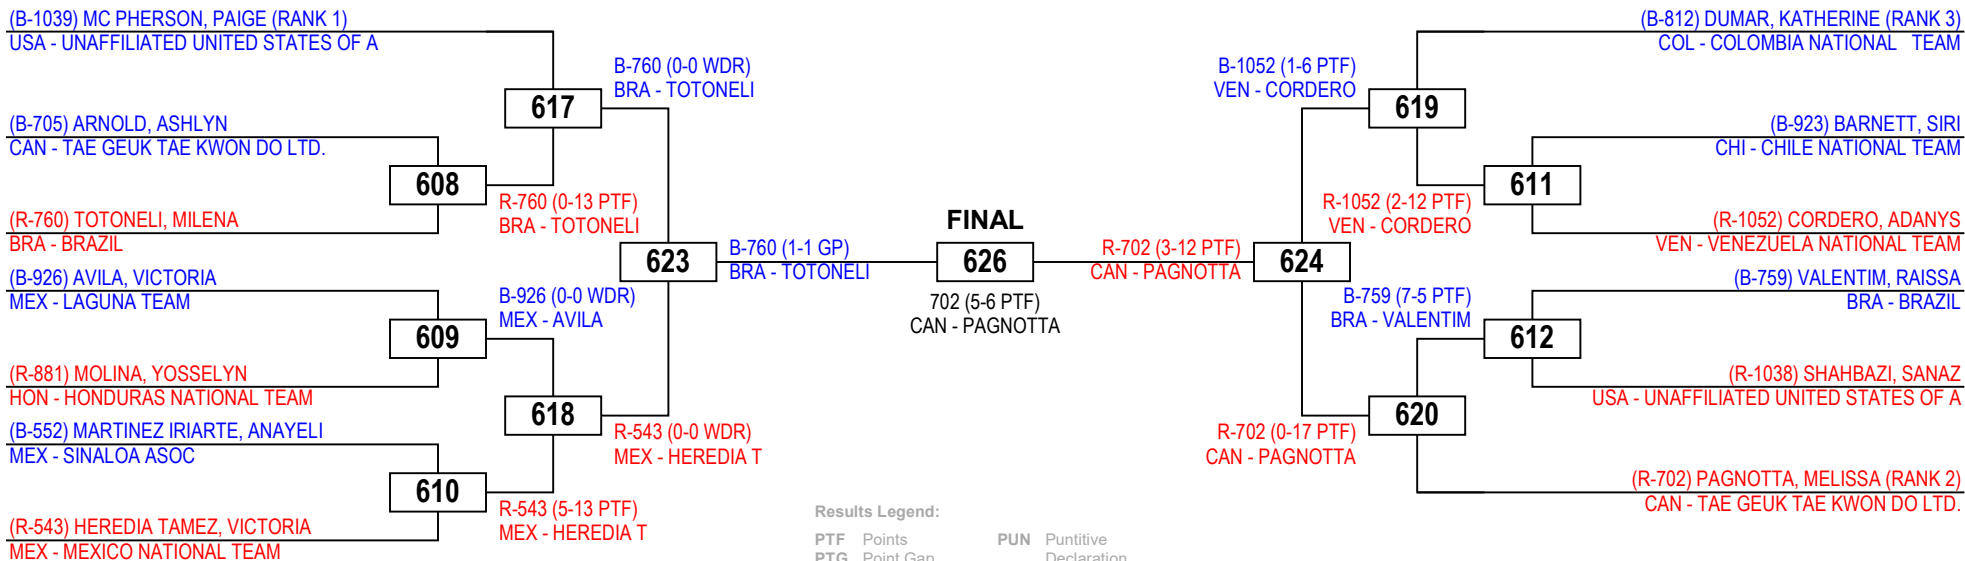 (B-1039) MC PHERSON, PAIGE (RANK 1)
USA - UNAFFILIATED UNITED STATES OF A
B-760 (0-0 WDR)
BRA - TOTONELI
617
(B-705) ARNOLD, ASHLYN
CAN - TAE GEUK TAE KWON DO LTD.
608
R-760 (0-13 PTF)
BRA - TOTONELI
(R-760) TOTONELI, MILENA
BRA - BRAZIL
623
B-760 (1-1 GP)
BRA - TOTONELI
(B-926) AVILA, VICTORIA
MEX - LAGUNA TEAM
B-926 (0-0 WDR)
MEX - AVILA
609
(R-881) MOLINA, YOSSELYN
HON - HONDURAS NATIONAL TEAM
618
R-543 (0-0 WDR)
MEX - HEREDIA T
(B-552) MARTINEZ IRIARTE, ANAYELI
MEX - SINALOA ASOC
610
R-543 (5-13 PTF)
MEX - HEREDIA T
(R-543) HEREDIA TAMEZ, VICTORIA
MEX - MEXICO NATIONAL TEAM
FINAL
626
702 (5-6 PTF)
CAN - PAGNOTTA
(B-812) DUMAR, KATHERINE (RANK 3)
COL - COLOMBIA NATIONAL TEAM
B-1052 (1-6 PTF)
VEN - CORDERO
619
(B-923) BARNETT, SIRI
CHI - CHILE NATIONAL TEAM
611
R-1052 (2-12 PTF)
VEN - CORDERO
(R-1052) CORDERO, ADANYS
VEN - VENEZUELA NATIONAL TEAM
R-702 (3-12 PTF)
CAN - PAGNOTTA
624
(B-759) VALENTIM, RAISSA
BRA - BRAZIL
B-759 (7-5 PTF)
BRA - VALENTIM
612
(R-1038) SHAHBAZI, SANAZ
USA - UNAFFILIATED UNITED STATES OF A
620
R-702 (0-17 PTF)
CAN - PAGNOTTA
(R-702) PAGNOTTA, MELISSA (RANK 2)
CAN - TAE GEUK TAE KWON DO LTD.
Results Legend:
PTF Points PUN Puntitive
PTG Point Gap Declaration